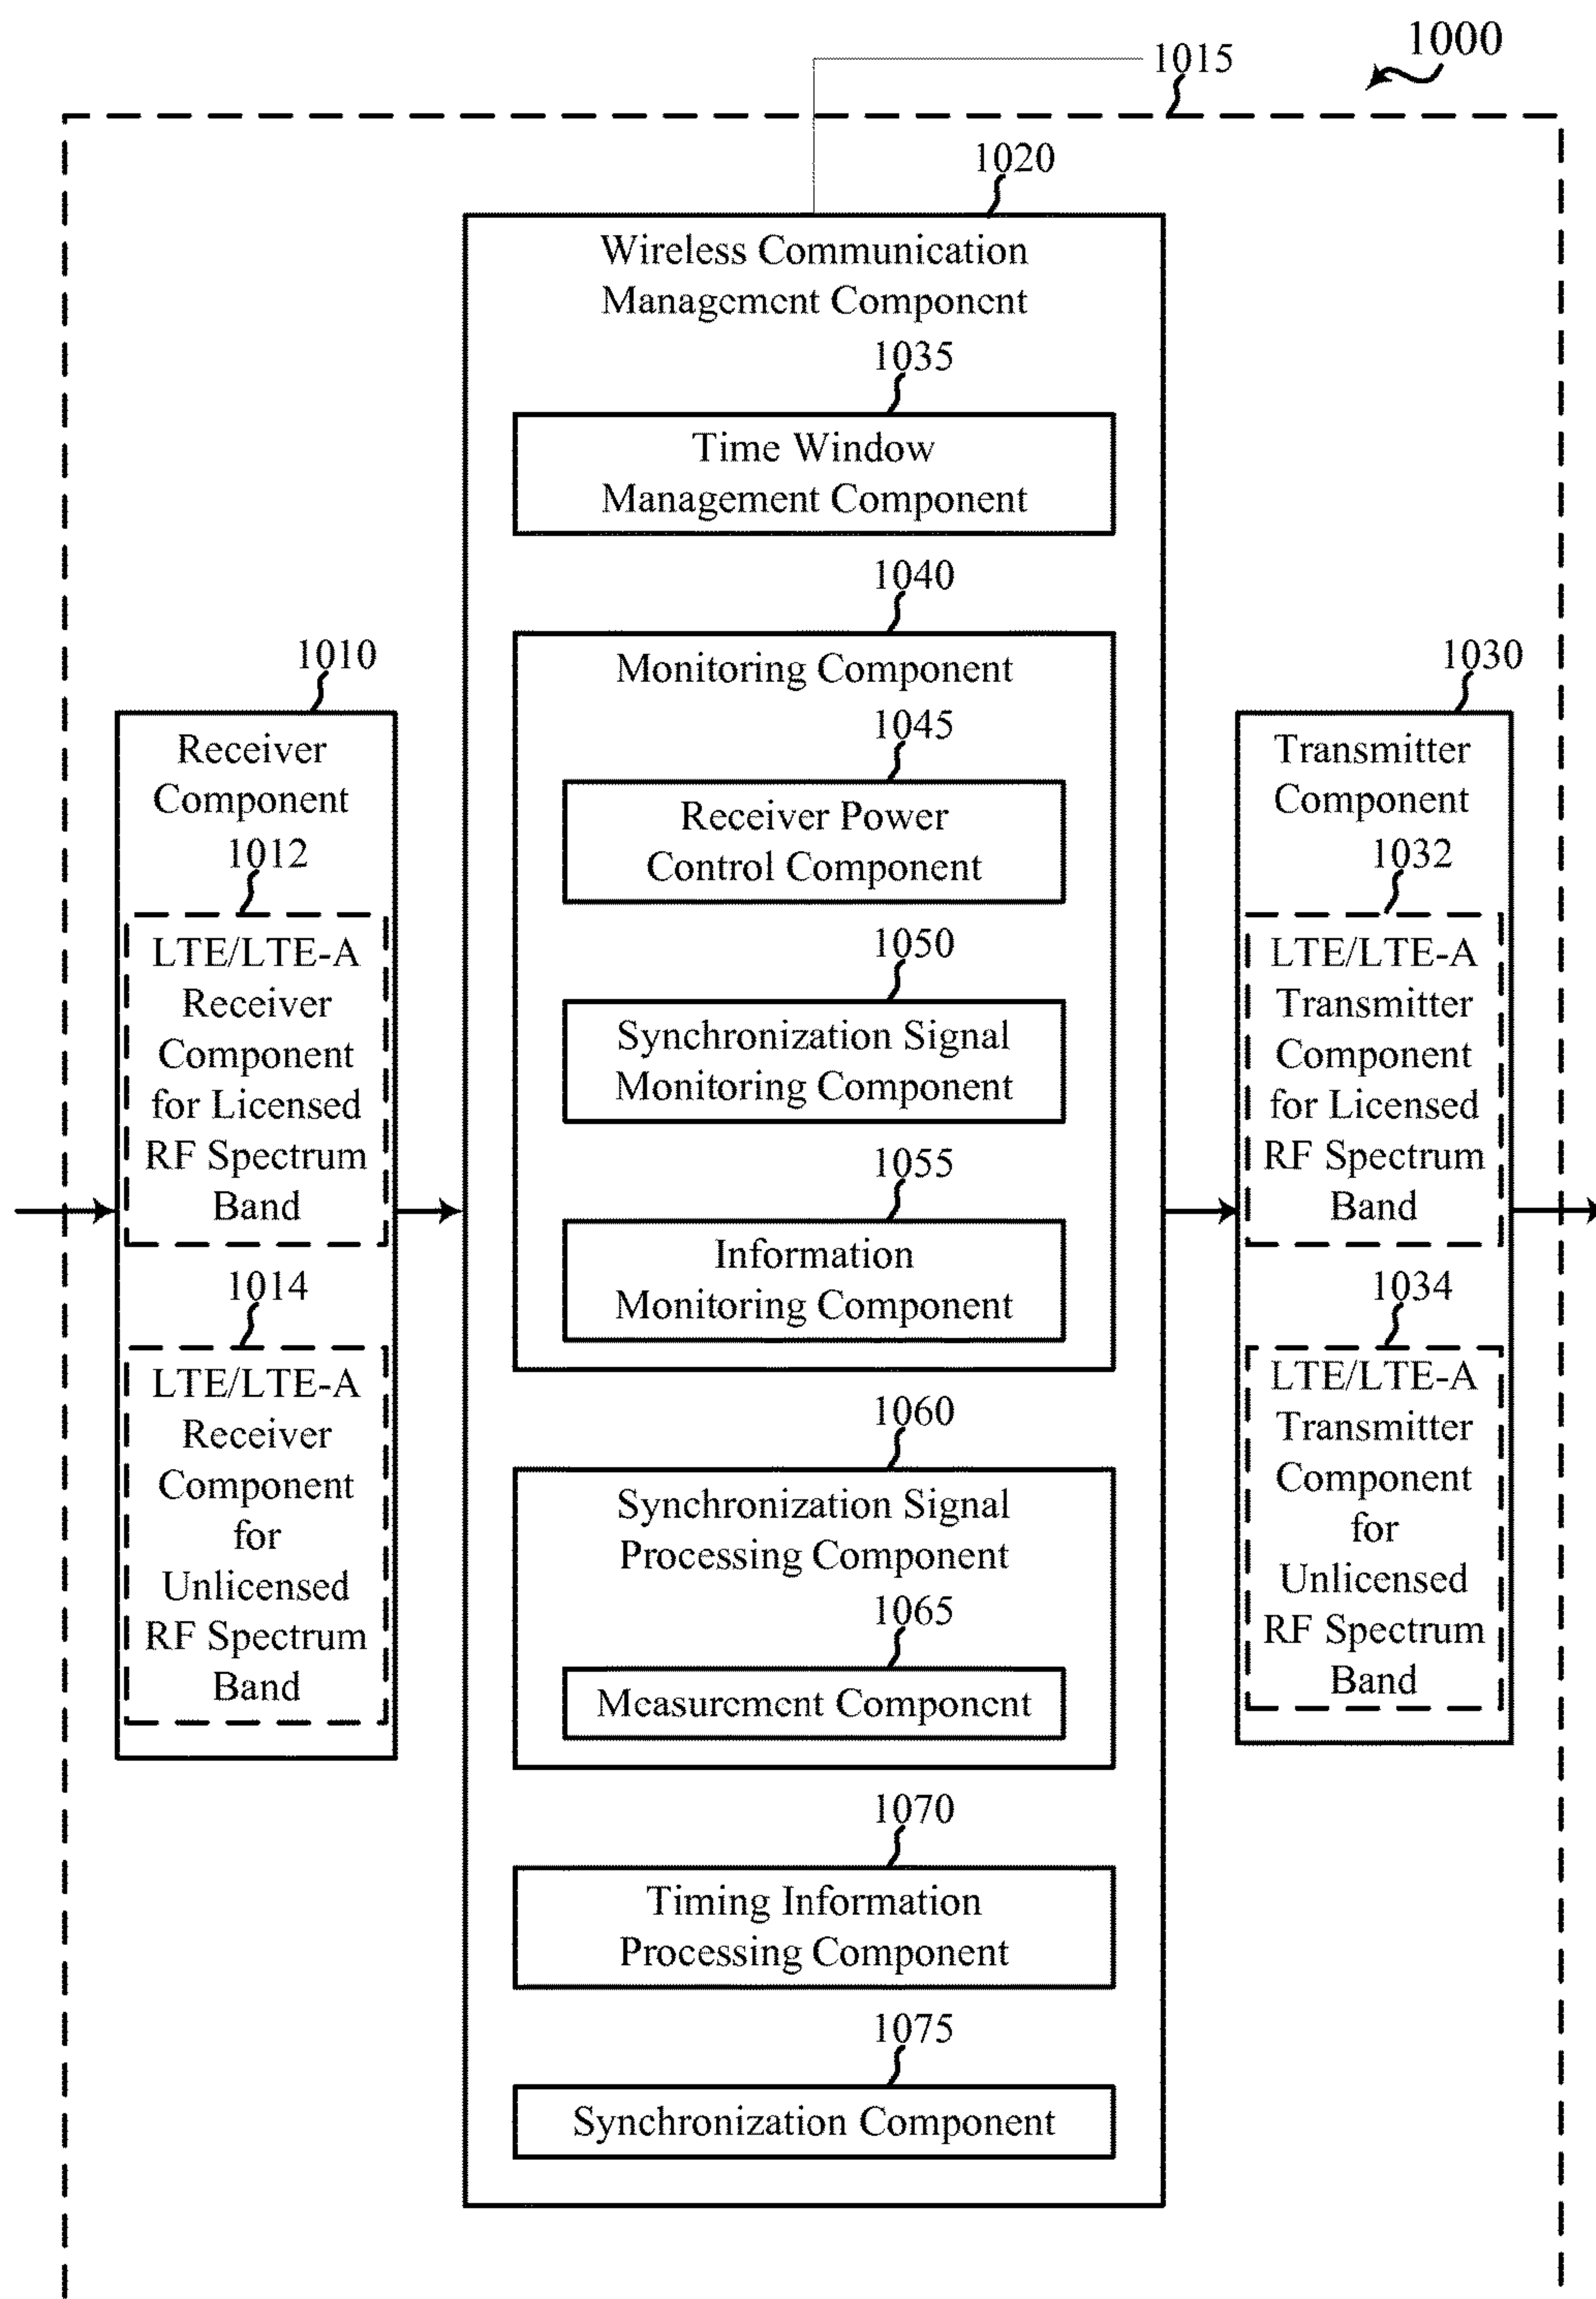 1000
1015
1020
Wireless Communication
Management Component
1035
Time Window
Management Component
1040
Monitoring Component
1045
Receiver Power
Control Component
1050
Synchronization Signal
Monitoring Component
1055
Information
Monitoring Component
1060
Synchronization Signal
Processing Component
1065
Measurement Component
1070
Timing Information
Processing Component
1075
Synchronization Component
1010
Receiver
Component
1012
LTE/LTE-A
Receiver
Component
for Licensed
RF Spectrum
Band
1014
LTE/LTE-A
Receiver
Component
for
Unlicensed
RF Spectrum
Band
1030
Transmitter
Component
1032
LTE/LTE-A
Transmitter
Component
for Licensed
RF Spectrum
Band
1034
LTE/LTE-A
Transmitter
Component
for
Unlicensed
RF Spectrum
Band